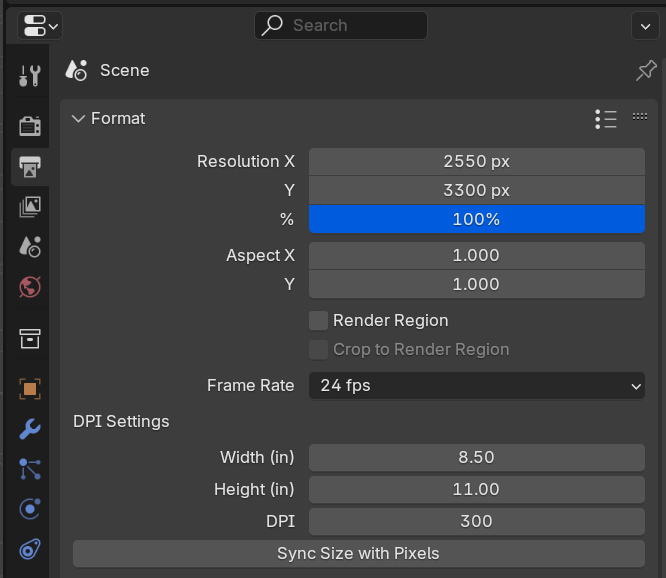 Search
Scene
Format
Resolution X 2550 px
Y 3300 px
% 100%
Aspect X 1.000
Y 1.000
Render Region
Crop to Render Region
Frame Rate 24 fps
DPI Settings
Width (in) 8.50
Height (in) 11.00
DPI 300
Sync Size with Pixels